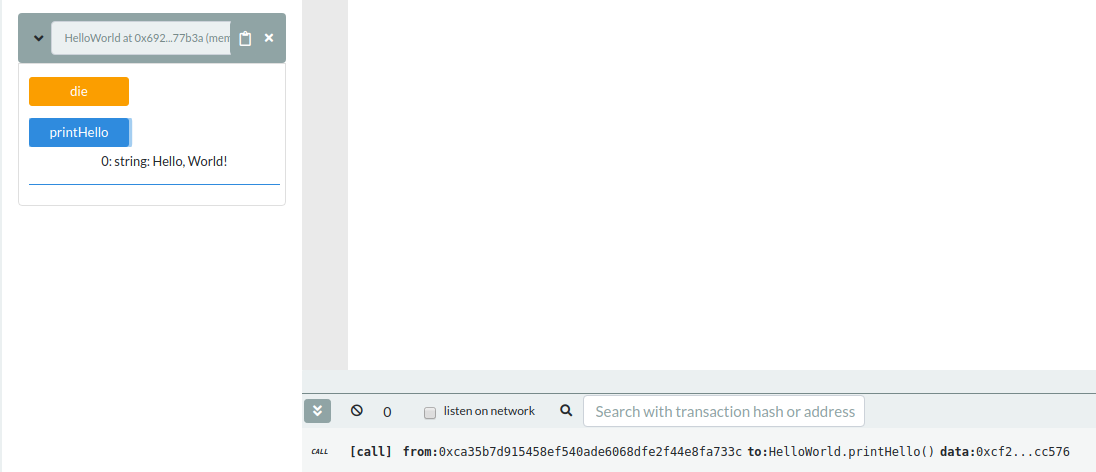 HelloWorld at 0x692...77b3a (mem
die
printHello
0: string: Hello, World!
0 listen on network Search with transaction hash or address
CALL [call] from:0xca35b7d915458ef540ade6068dfe2f44e8fa733c to:HelloWorld.printHello() data:0xcf2...cc576